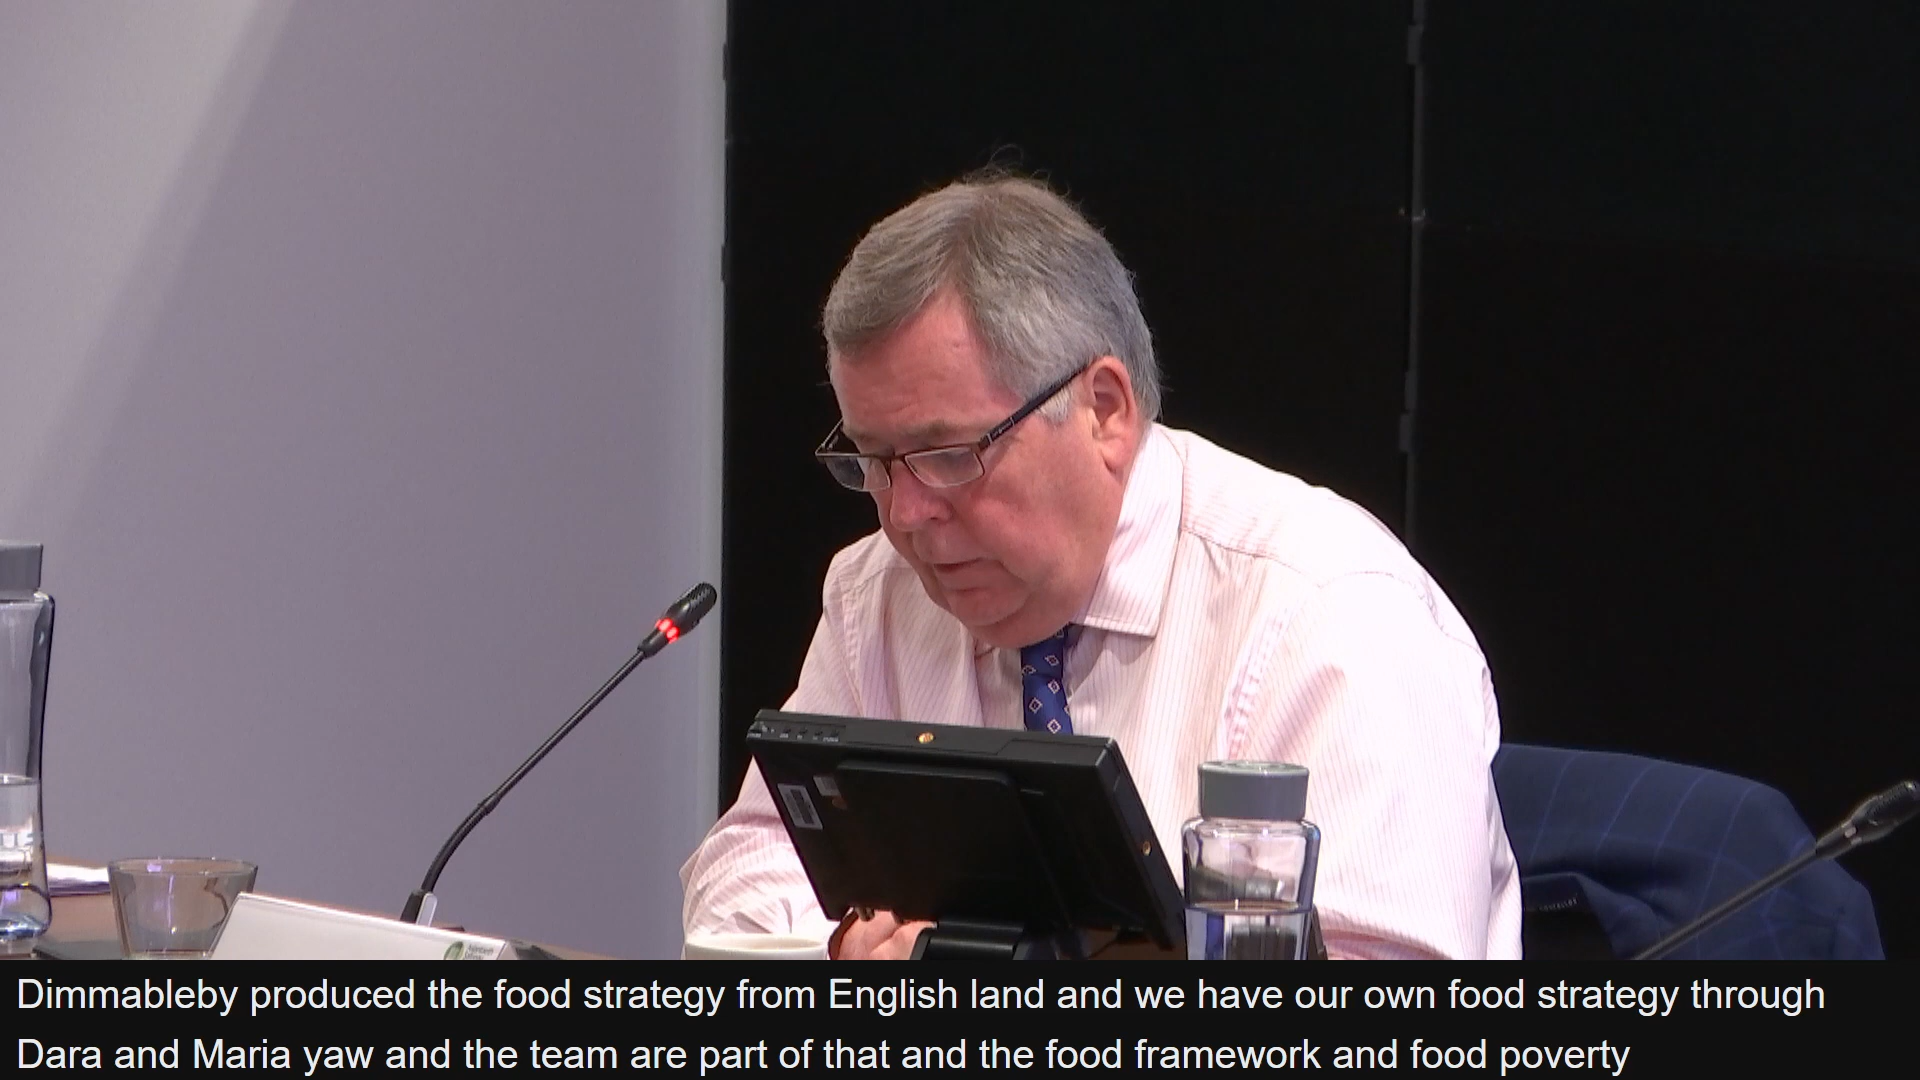 Dimmableby produced the food strategy from English land and we have our own food strategy through
Dara and Maria yaw and the team are part of that and the food framework and food poverty